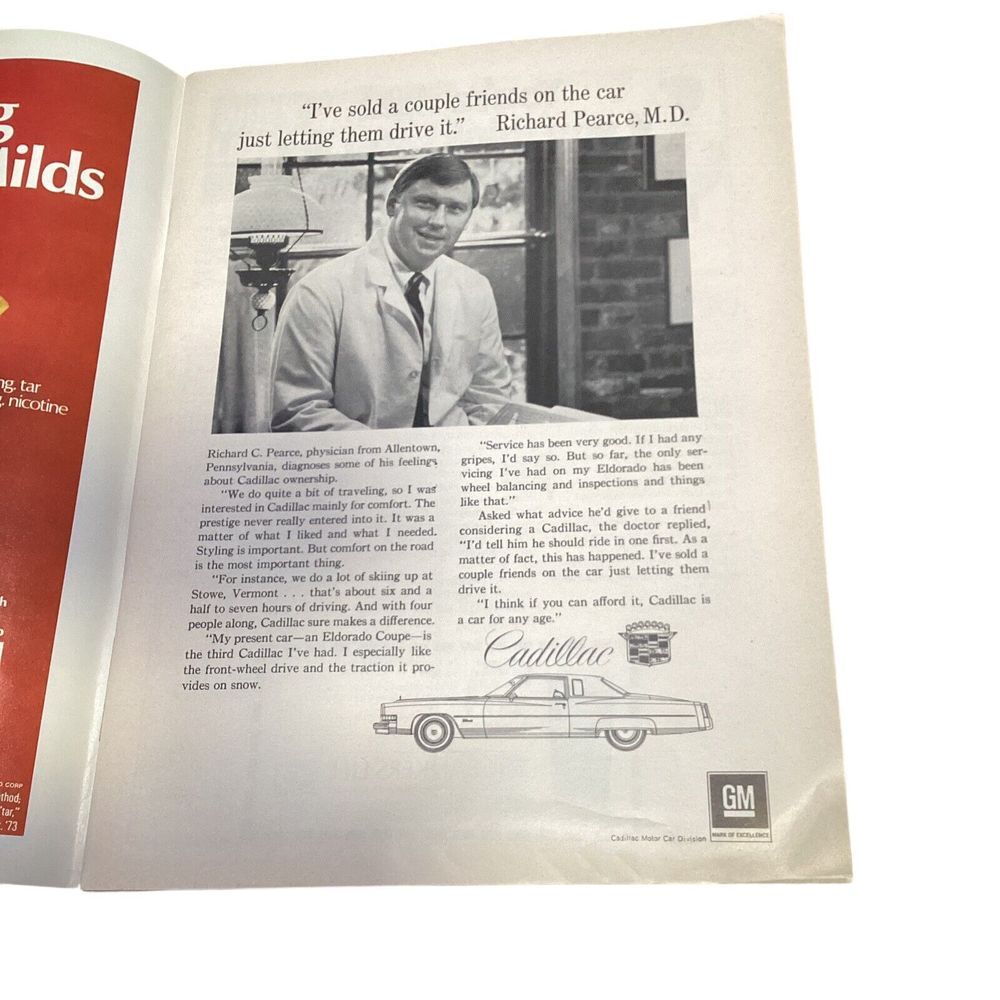 g
Milds
ng. tar
g. nicotine
h
D CORP
thod;
"tar,"
t. '73
"I've sold a couple friends on the car
just letting them drive it." Richard Pearce, M.D.
Richard C. Pearce, physician from Allentown,
Pennsylvania, diagnoses some of his feelings
about Cadillac ownership.
"We do quite a bit of traveling, so I was
interested in Cadillac mainly for comfort. The
prestige never really entered into it. It was a
matter of what I liked and what I needed.
Styling is important. But comfort on the road
is the most important thing.
"For instance, we do a lot of skiing up at
Stowe, Vermont . . . that's about six and a
half to seven hours of driving. And with four
people along, Cadillac sure makes a difference.
"My present car—an Eldorado Coupe—is
the third Cadillac I've had. I especially like
the front-wheel drive and the traction it pro-
vides on snow.
"Service has been very good. If I had any
gripes, I'd say so. But so far, the only ser-
vicing I've had on my Eldorado has been
wheel balancing and inspections and things
like that."
Asked what advice he'd give to a friend
considering a Cadillac, the doctor replied,
"I'd tell him he should ride in one first. As a
matter of fact, this has happened. I've sold a
couple friends on the car just letting them
drive it.
"I think if you can afford it, Cadillac is
a car for any age."
Cadillac
GM
MARK OF EXCELLENCE
Cadillac Motor Car Division